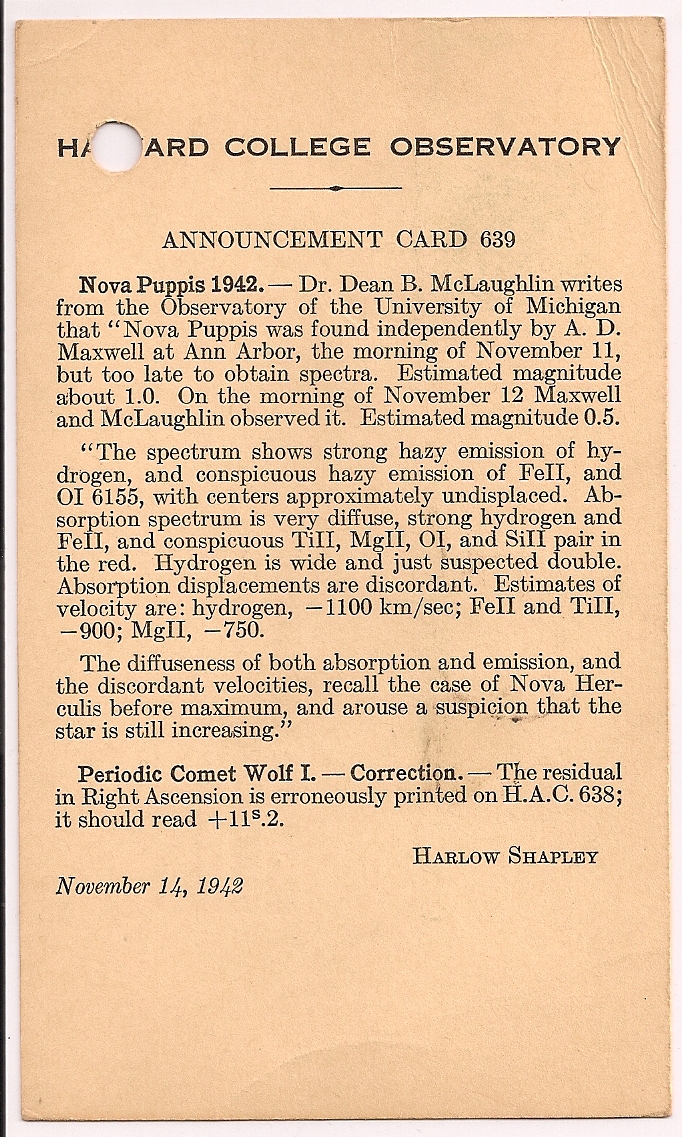 HARVARD COLLEGE OBSERVATORY
ANNOUNCEMENT CARD 639
Nova Puppis 1942. — Dr. Dean B. McLaughlin writes
from the Observatory of the University of Michigan
that “Nova Puppis was found independently by A. D.
Maxwell at Ann Arbor, the morning of November 11,
but too late to obtain spectra. Estimated magnitude
about 1.0. On the morning of November 12 Maxwell
and McLaughlin observed it. Estimated magnitude 0.5.
“The spectrum shows strong hazy emission of hy-
drogen, and conspicuous hazy emission of FeII, and
OI 6155, with centers approximately undisplaced. Ab-
sorption spectrum is very diffuse, strong hydrogen and
FeII, and conspicuous TiII, MgII, OI, and SiII pair in
the red. Hydrogen is wide and just suspected double.
Absorption displacements are discordant. Estimates of
velocity are: hydrogen, −1100 km/sec; FeII and TiII,
−900; MgII, −750.
The diffuseness of both absorption and emission, and
the discordant velocities, recall the case of Nova Her-
culis before maximum, and arouse a suspicion that the
star is still increasing.”
Periodic Comet Wolf I. — Correction. — The residual
in Right Ascension is erroneously printed on H.A.C. 638;
it should read +11ˢ.2.
HARLOW SHAPLEY
November 14, 1942